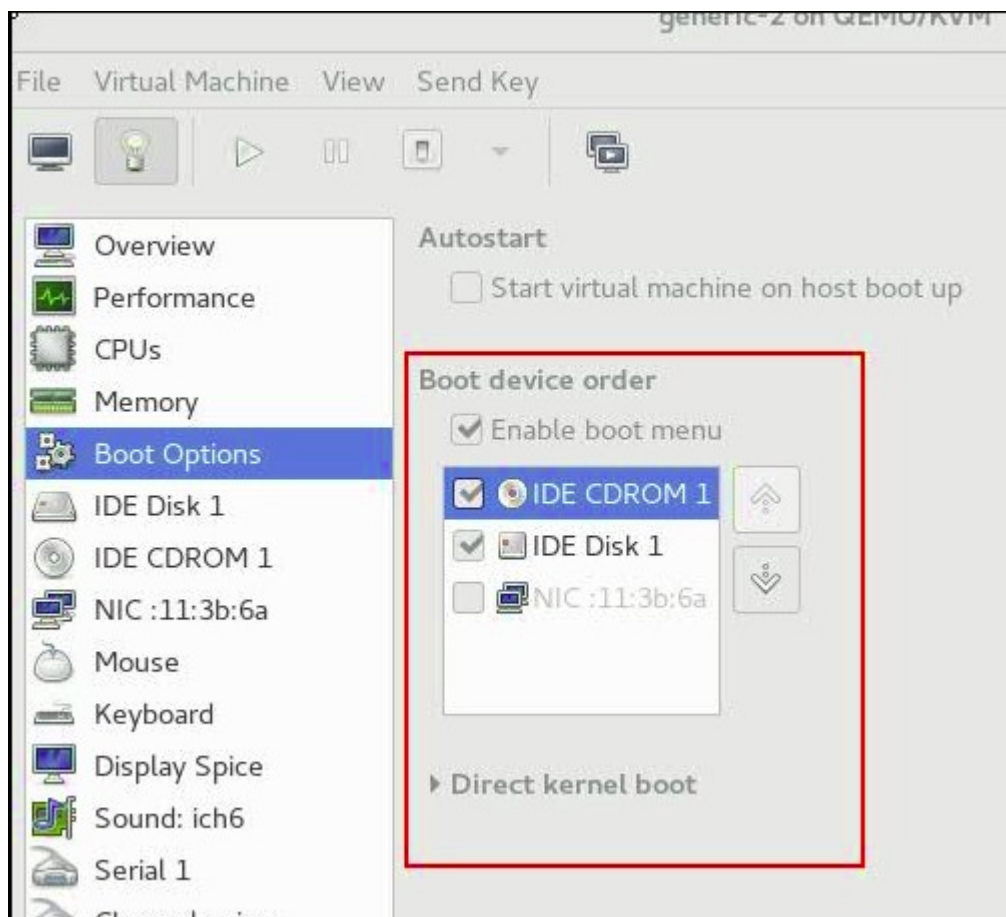 generic-2 on QEMU/KVM
File Virtual Machine View Send Key
Overview
Performance
CPUs
Memory
Boot Options
IDE Disk 1
IDE CDROM 1
NIC :11:3b:6a
Mouse
Keyboard
Display Spice
Sound: ich6
Serial 1
Autostart
Start virtual machine on host boot up
Boot device order
Enable boot menu
IDE CDROM 1
IDE Disk 1
NIC :11:3b:6a
Direct kernel boot